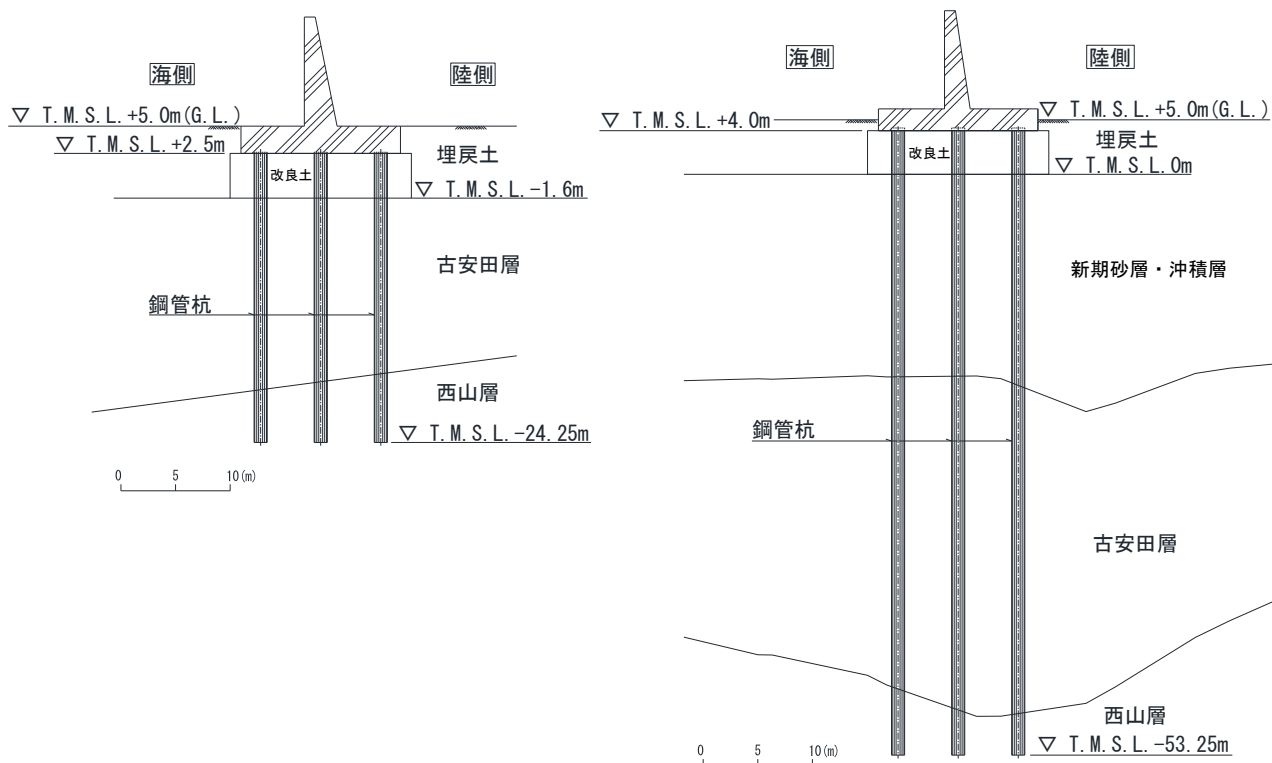 海側
陸側
▽ T.M.S.L.+5.0m(G.L.)
▽ T.M.S.L.+2.5m
埋戻土
改良土
▽ T.M.S.L.-1.6m
古安田層
鋼管杭
西山層
▽ T.M.S.L.-24.25m
0 5 10(m)
海側
陸側
▽ T.M.S.L.+5.0m(G.L.)
▽ T.M.S.L.+4.0m
埋戻土
改良土
▽ T.M.S.L.0m
新期砂層・沖積層
鋼管杭
古安田層
西山層
▽ T.M.S.L.-53.25m
0 5 10(m)